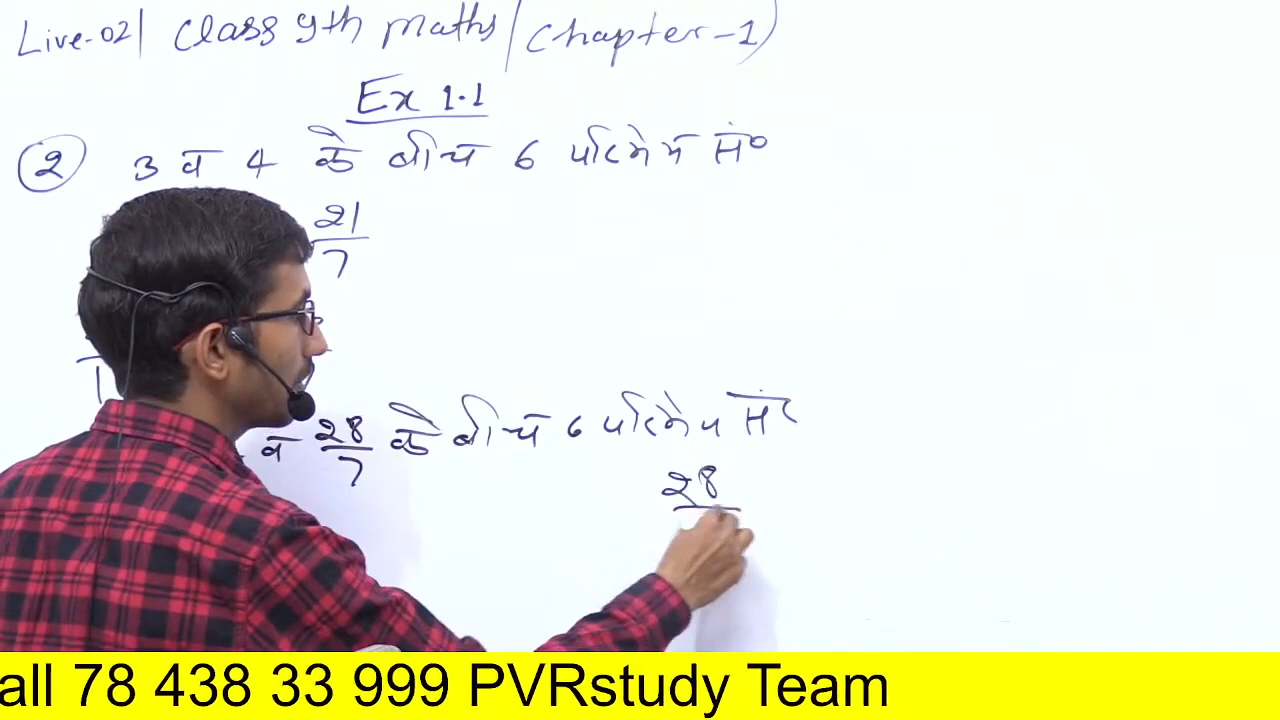 Live-02| Class 9th maths/(Chapter-1)
Ex 1.1
2 3 व 4 के बीच 6 परिमेय सं०
21
7
1
व 28/7 के बीच 6 परिमेय सं०
28
all 78 438 33 999 PVRstudy Team